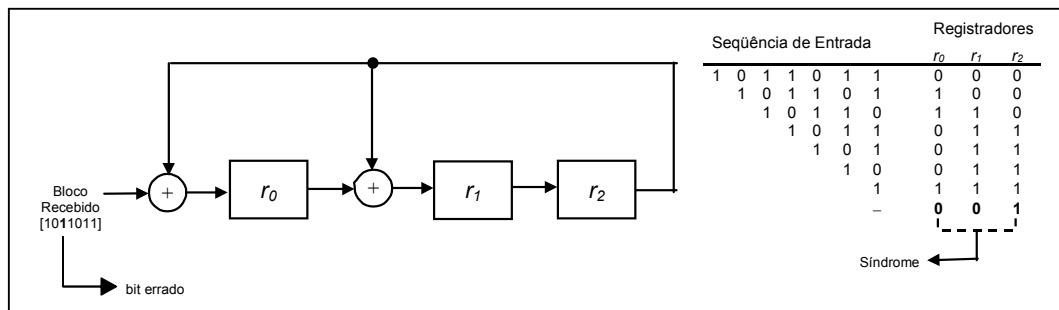 Seqüência de Entrada
Registradores
r0 r1 r2
1 0 1 1 0 1 1 0 0 0
1 0 1 1 0 1 1 0 0
1 0 1 1 0 1 1 0
1 0 1 1 0 1 1
1 0 1 0 1 1
1 0 0 1 1
1 1 1 1
– 0 0 1
Síndrome
Bloco
Recebido
[1011011]
+
r0
+
r1
r2
bit errado